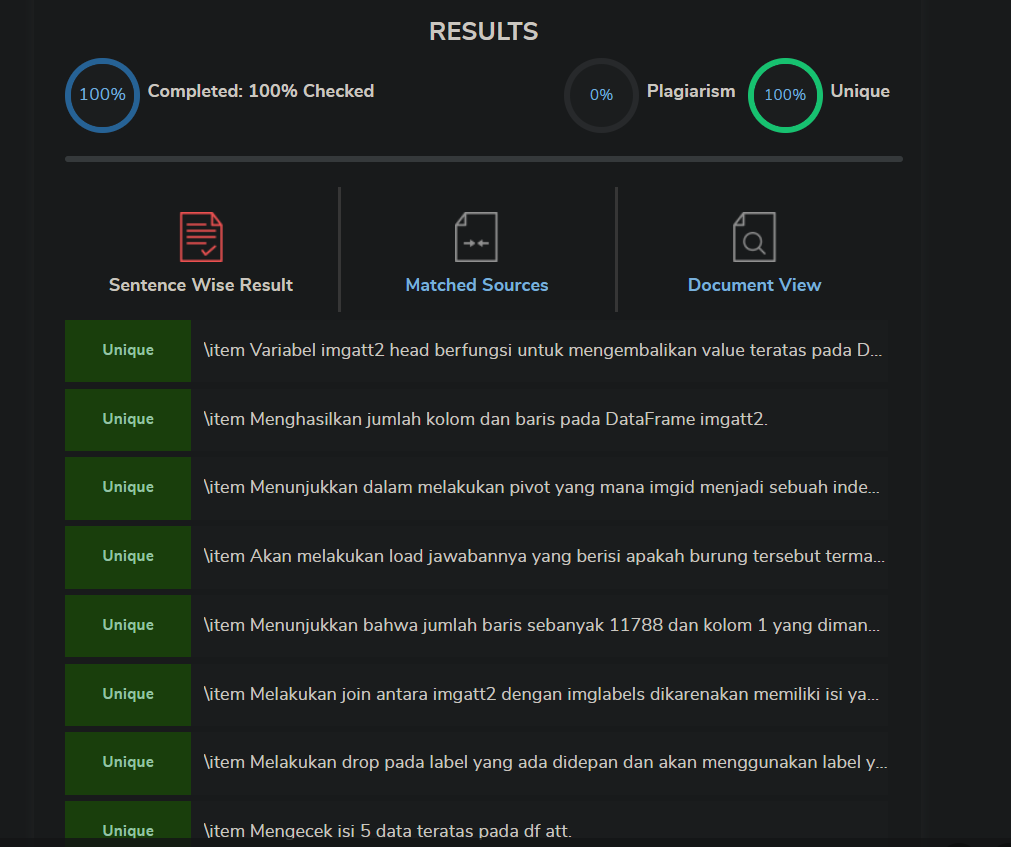 RESULTS
100% Completed: 100% Checked
0% Plagiarism 100% Unique
Sentence Wise Result Matched Sources Document View
Unique \item Variabel imgatt2 head berfungsi untuk mengembalikan value teratas pada D...
Unique \item Menghasilkan jumlah kolom dan baris pada DataFrame imgatt2.
Unique \item Menunjukkan dalam melakukan pivot yang mana imgid menjadi sebuah inde...
Unique \item Akan melakukan load jawabannya yang berisi apakah burung tersebut terma...
Unique \item Menunjukkan bahwa jumlah baris sebanyak 11788 dan kolom 1 yang diman...
Unique \item Melakukan join antara imgatt2 dengan imglabels dikarenakan memiliki isi ya...
Unique \item Melakukan drop pada label yang ada didepan dan akan menggunakan label y...
Unique \item Mengecek isi 5 data teratas pada df att.